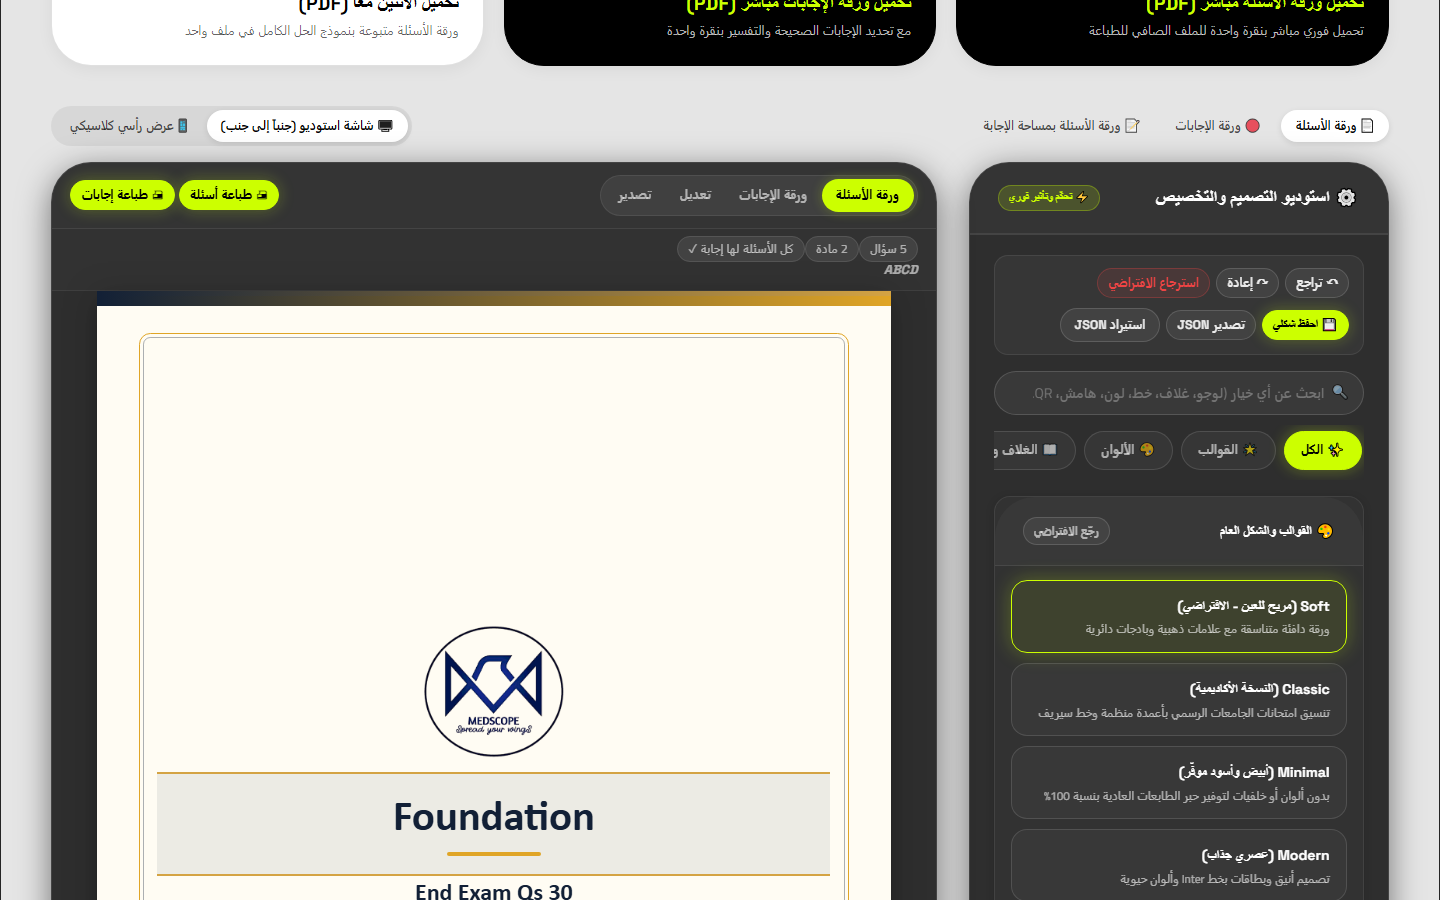 تحميل ورقة الأسئلة مباشر (PDF)
تحميل فوري مباشر بنقرة واحدة للملف الصافي للطباعة
تحميل ورقة الإجابات مباشر (PDF)
مع تحديد الإجابات الصحيحة والتفسير بنقرة واحدة
تحميل الاثنين معاً (PDF)
ورقة الأسئلة متبوعة بنموذج الحل الكامل في ملف واحد
ورقة الأسئلة
ورقة الإجابات
ورقة الأسئلة بمساحة الإجابة
شاشة استوديو (جنباً إلى جنب)
عرض رأسي كلاسيكي
استوديو التصميم والتخصيص
تحكم وتأثير فوري
تراجع
إعادة
استرجاع الافتراضي
احفظ شكلي
تصدير JSON
استيراد JSON
ابحث عن أي خيار (لوجو، غلاف، خط، لون، هامش، QR.
الكل
القوالب
الألوان
الغلاف و
القوالب والشكل العام
رجّع الافتراضي
Soft (مريح للعين - الافتراضي)
ورقة دافئة متناسقة مع علامات ذهبية وبادجات دائرية
Classic (النسخة الأكاديمية)
تنسيق امتحانات الجامعات الرسمي بأعمدة منظمة وخط سيريف
Minimal (أبيض وأسود موفّر)
بدون ألوان أو خلفيات لتوفير حبر الطابعات العادية بنسبة 100%
Modern (عصري جذاب)
تصميم أنيق وبطاقات بخط Inter وألوان حيوية
ورقة الأسئلة
ورقة الإجابات
تعديل
تصدير
طباعة أسئلة
طباعة إجابات
5 سؤال
2 مادة
كل الأسئلة لها إجابة ✓
ABCD
MEDSCOPE
Spread your wings
Foundation
End Exam Qs 30